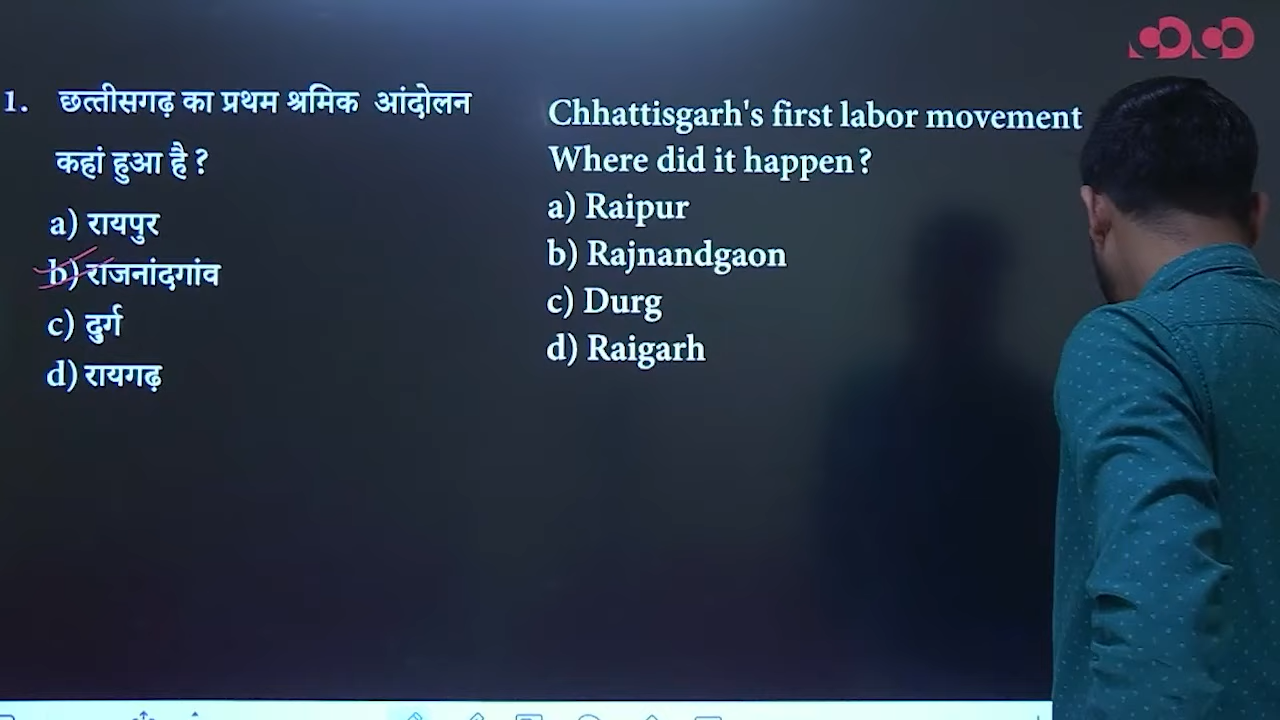 1. छत्तीसगढ़ का प्रथम श्रमिक आंदोलन
कहां हुआ है ?
a) रायपुर
b) राजनांदगांव
c) दुर्ग
d) रायगढ़
Chhattisgarh's first labor movement
Where did it happen?
a) Raipur
b) Rajnandgaon
c) Durg
d) Raigarh